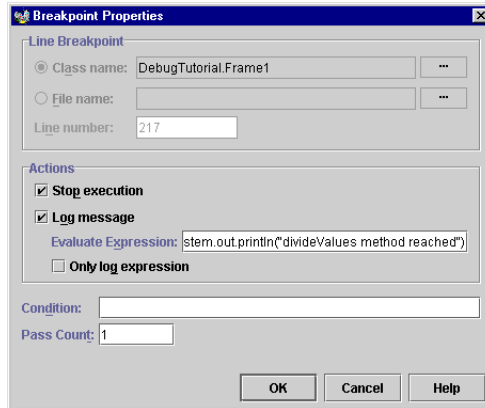 Breakpoint Properties
Line Breakpoint
Class name: DebugTutorial.Frame1 ...
File name: ...
Line number: 217
Actions
Stop execution
Log message
Evaluate Expression: stem.out.println("divideValues method reached")
Only log expression
Condition:
Pass Count: 1
OK Cancel Help